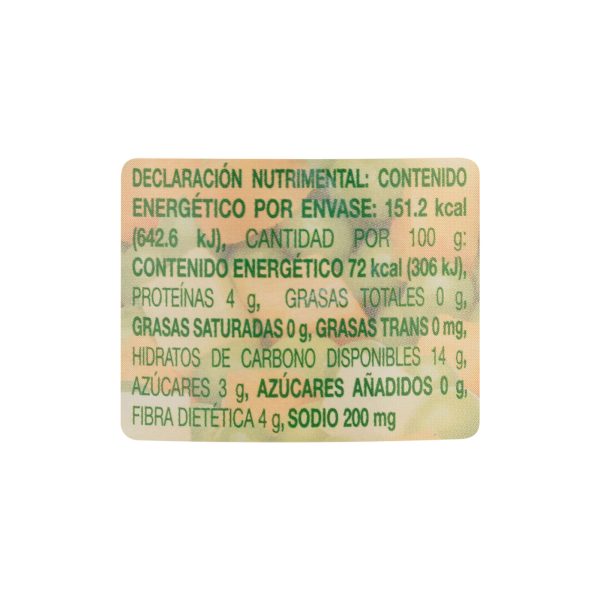 DECLARACIÓN NUTRIMENTAL: CONTENIDO
ENERGÉTICO POR ENVASE: 151.2 kcal
(642.6 kJ), CANTIDAD POR 100 g:
CONTENIDO ENERGÉTICO 72 kcal (306 kJ),
PROTEÍNAS 4 g, GRASAS TOTALES 0 g,
GRASAS SATURADAS 0 g, GRASAS TRANS 0 mg,
HIDRATOS DE CARBONO DISPONIBLES 14 g,
AZÚCARES 3 g, AZÚCARES AÑADIDOS 0 g,
FIBRA DIETÉTICA 4 g, SODIO 200 mg